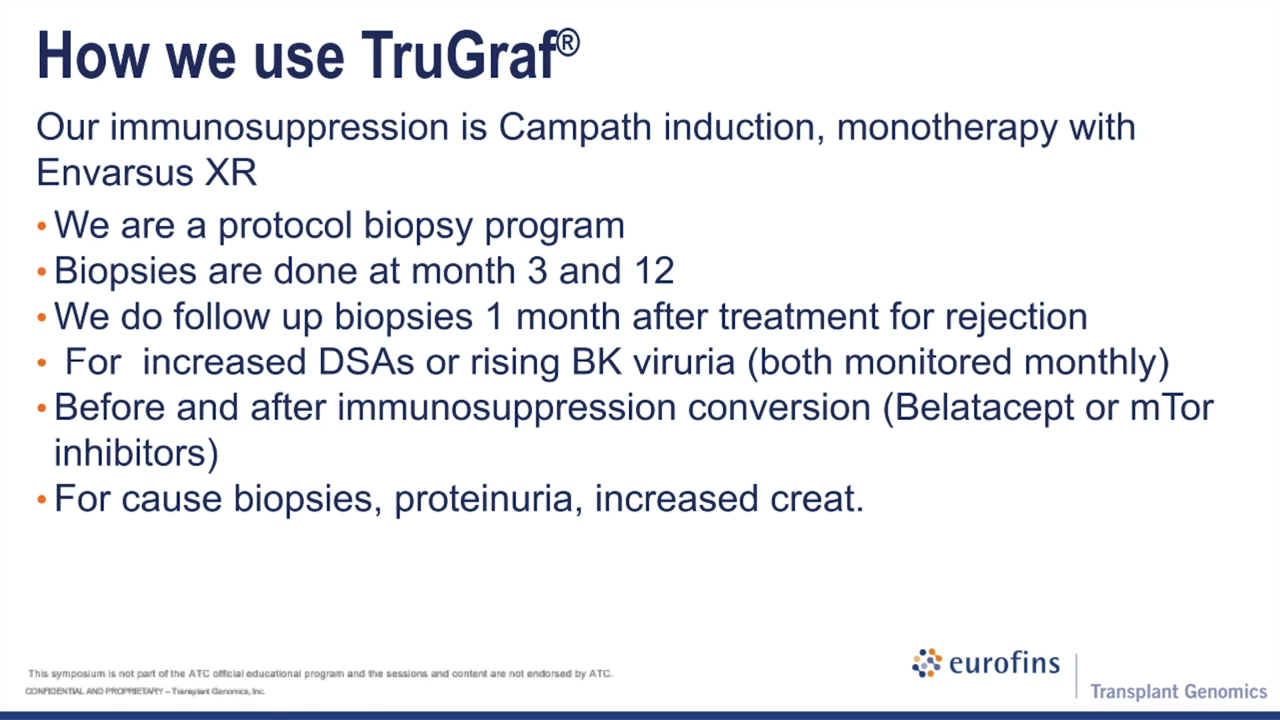 How we use TruGraf®
Our immunosuppression is Campath induction, monotherapy with
Envarsus XR
• We are a protocol biopsy program
• Biopsies are done at month 3 and 12
• We do follow up biopsies 1 month after treatment for rejection
• For increased DSAs or rising BK viruria (both monitored monthly)
• Before and after immunosuppression conversion (Belatacept or mTor
inhibitors)
• For cause biopsies, proteinuria, increased creat.
This symposium is not part of the ATC official educational program and the sessions and content are not endorsed by ATC.
CONFIDENTIAL AND PROPRIETARY – Transplant Genomics, Inc.
eurofins
Transplant Genomics